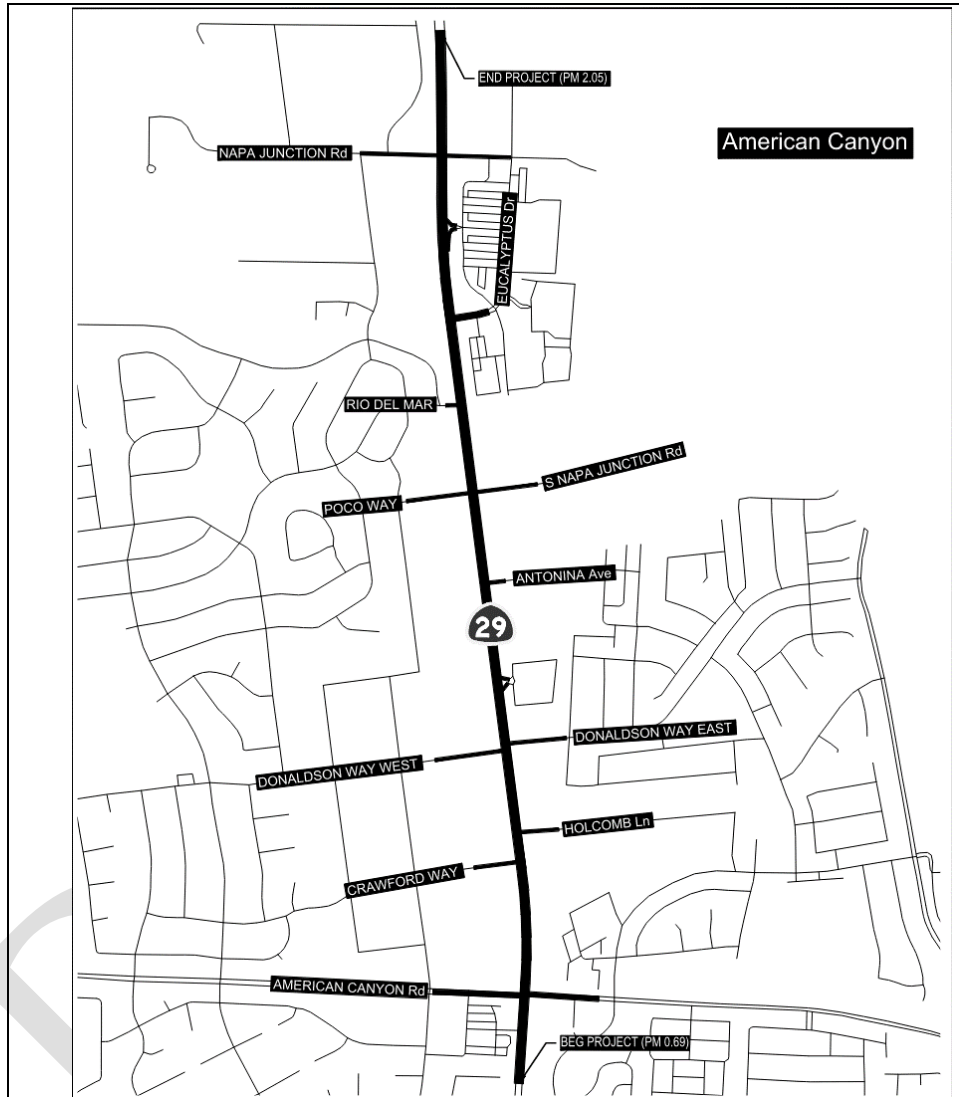 END PROJECT (PM 2.05)
American Canyon
NAPA JUNCTION Rd
EUCALYPTUS Dr
RIO DEL MAR
S NAPA JUNCTION Rd
POCO WAY
ANTONINA Ave
29
DONALDSON WAY EAST
DONALDSON WAY WEST
HOLCOMB Ln
CRAWFORD WAY
AMERICAN CANYON Rd
BEG PROJECT (PM 0.69)